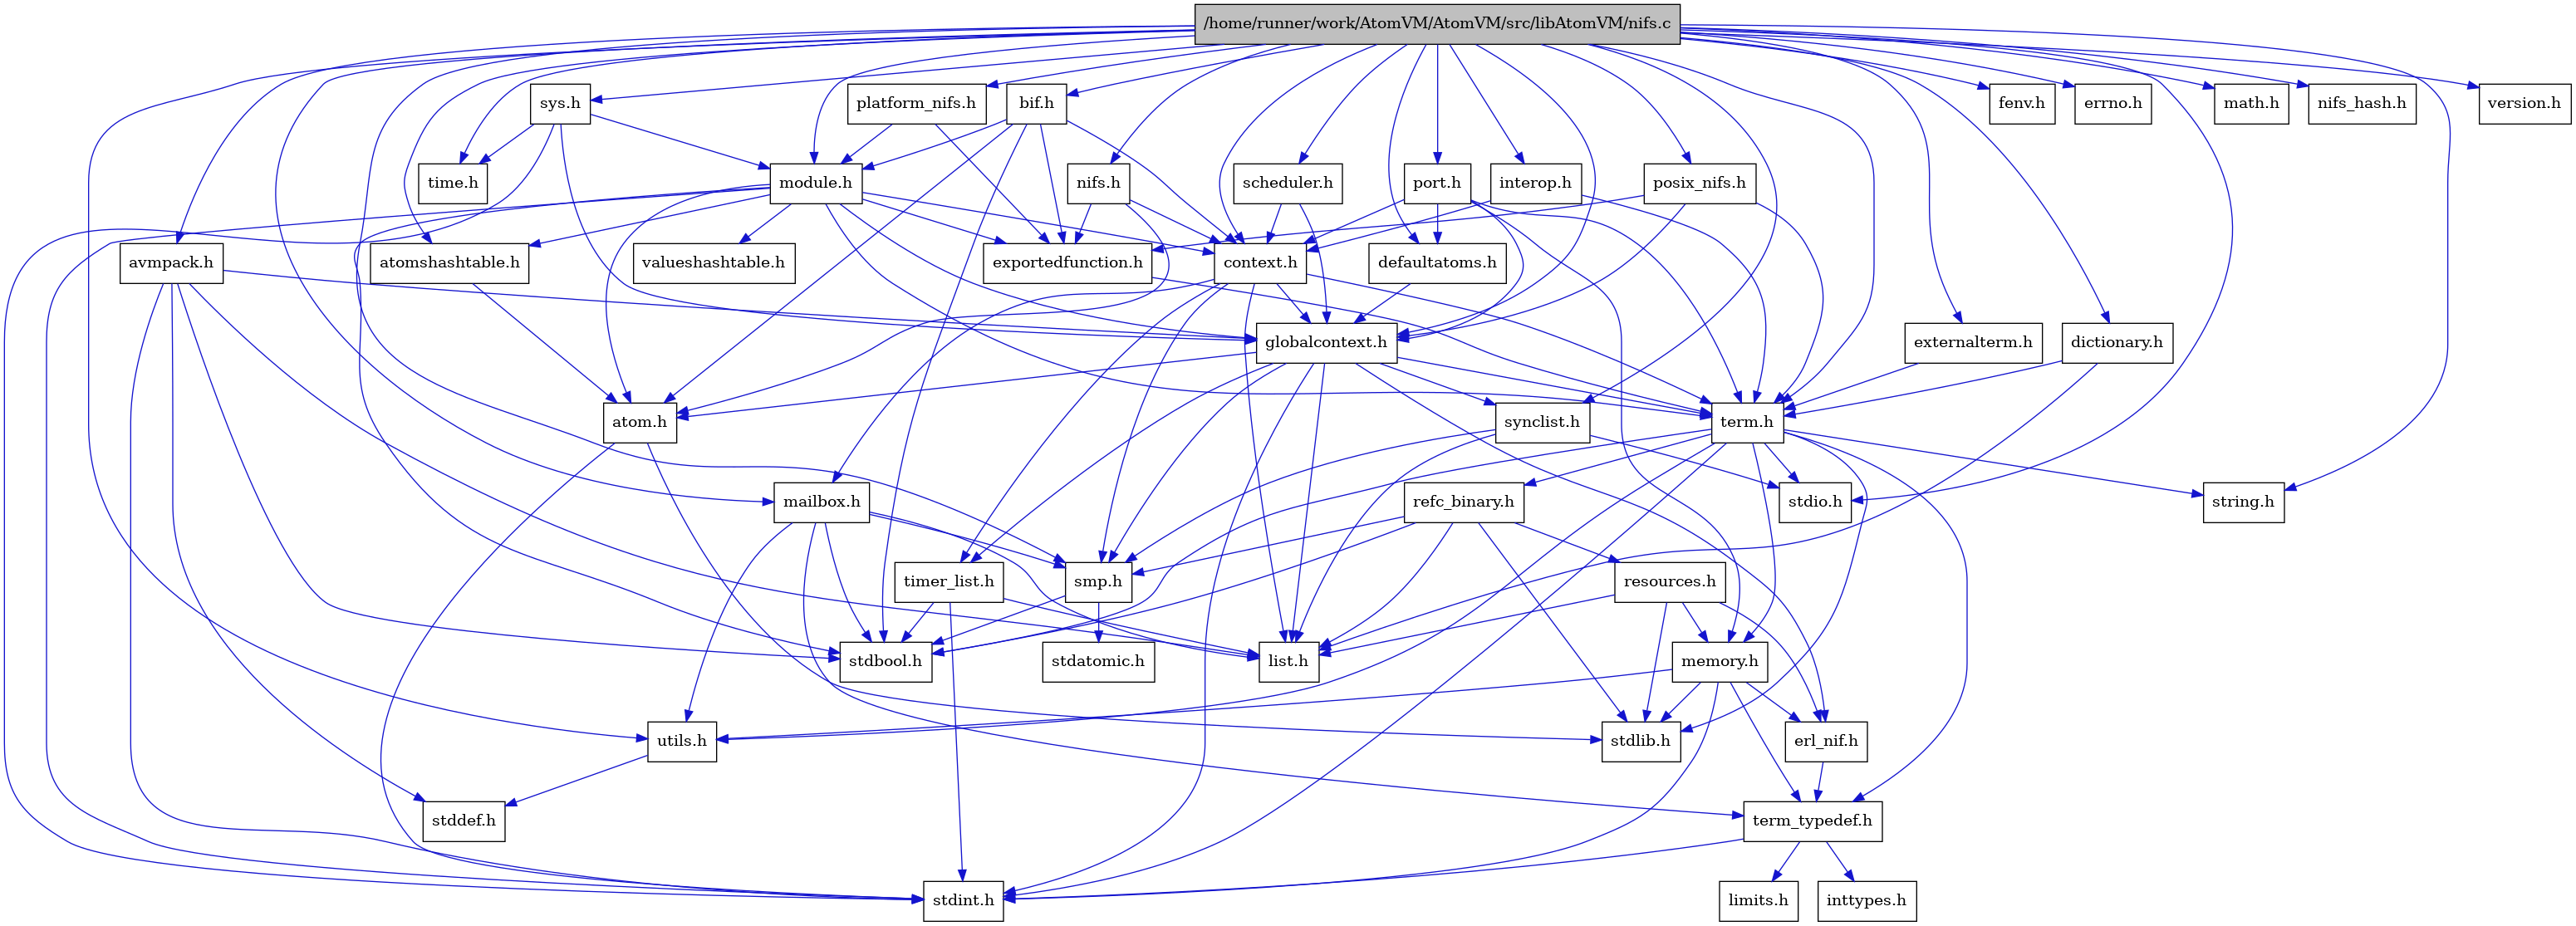 /home/runner/work/AtomVM/AtomVM/src/libAtomVM/nifs.c
sys.h
platform_nifs.h
bif.h
fenv.h
errno.h
math.h
nifs_hash.h
version.h
time.h
module.h
nifs.h
scheduler.h
port.h
interop.h
posix_nifs.h
avmpack.h
atomshashtable.h
valueshashtable.h
exportedfunction.h
context.h
defaultatoms.h
globalcontext.h
externalterm.h
dictionary.h
atom.h
synclist.h
term.h
mailbox.h
refc_binary.h
stdio.h
string.h
timer_list.h
smp.h
resources.h
stdbool.h
stdatomic.h
list.h
memory.h
utils.h
stdlib.h
erl_nif.h
stddef.h
term_typedef.h
stdint.h
limits.h
inttypes.h